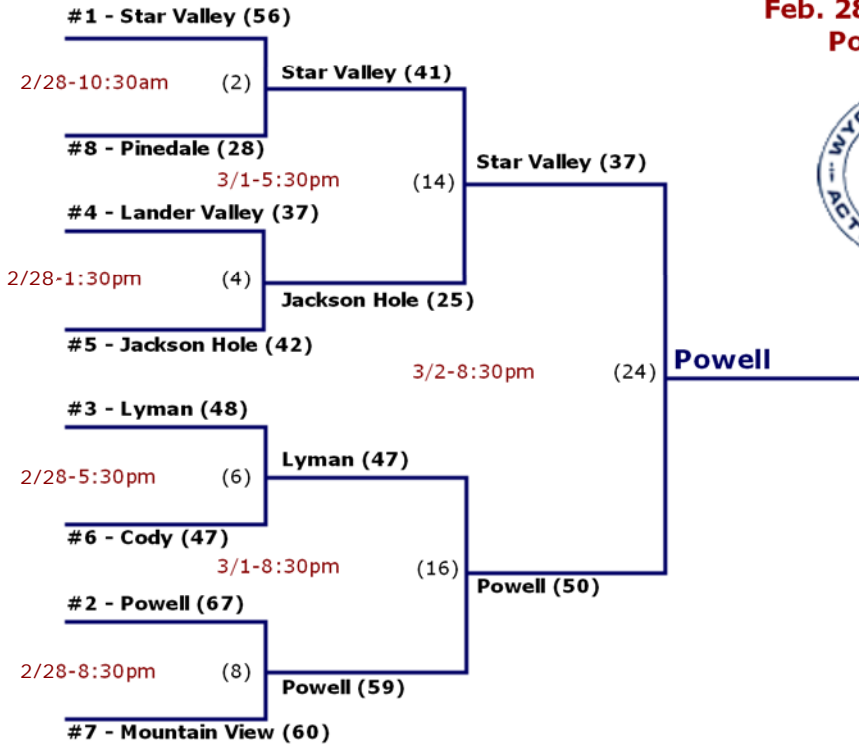 #1 - Star Valley (56)
Feb. 28
Po
2/28-10:30am
(2)
Star Valley (41)
#8 - Pinedale (28)
3/1-5:30pm
(14)
Star Valley (37)
#4 - Lander Valley (37)
2/28-1:30pm
(4)
Jackson Hole (25)
#5 - Jackson Hole (42)
3/2-8:30pm
(24)
Powell
#3 - Lyman (48)
2/28-5:30pm
(6)
Lyman (47)
#6 - Cody (47)
3/1-8:30pm
(16)
Powell (50)
#2 - Powell (67)
2/28-8:30pm
(8)
Powell (59)
#7 - Mountain View (60)